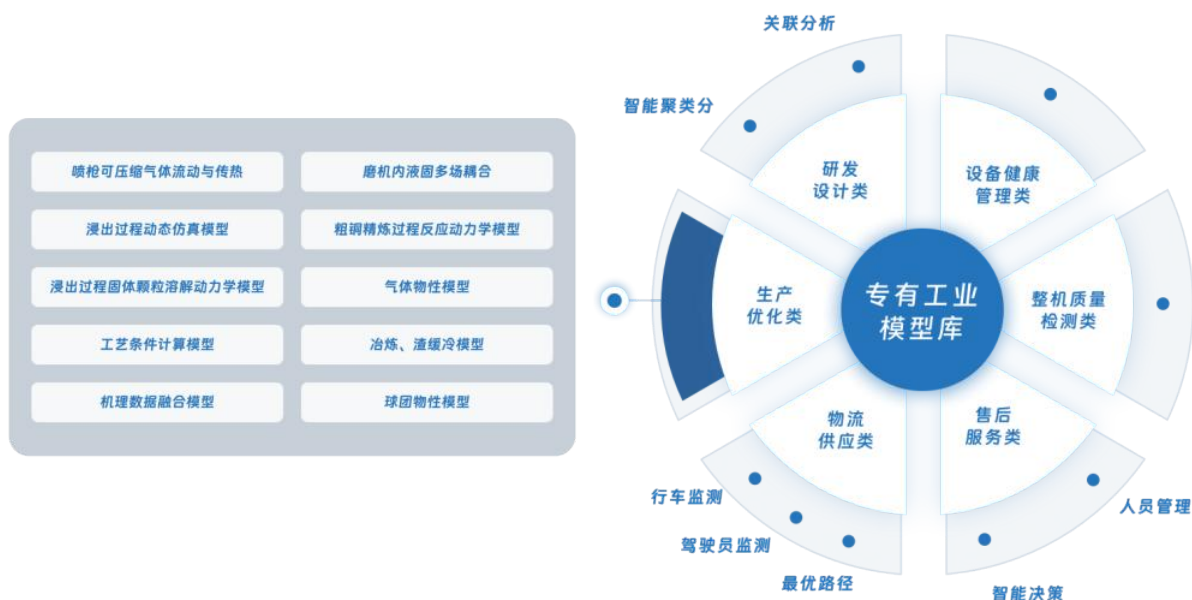 喷枪可压缩气体流动与传热
磨机内液固多场耦合
浸出过程动态仿真模型
粗铜精炼过程反应动力学模型
浸出过程固体颗粒溶解动力学模型
气体物性模型
工艺条件计算模型
冶炼、渣缓冷模型
机理数据融合模型
球团物性模型
关联分析
智能聚类分
研发
设计类
设备健康
管理类
生产
优化类
专有工业
模型库
整机质量
检测类
物流
供应类
售后
服务类
行车监测
驾驶员监测
最优路径
人员管理
智能决策